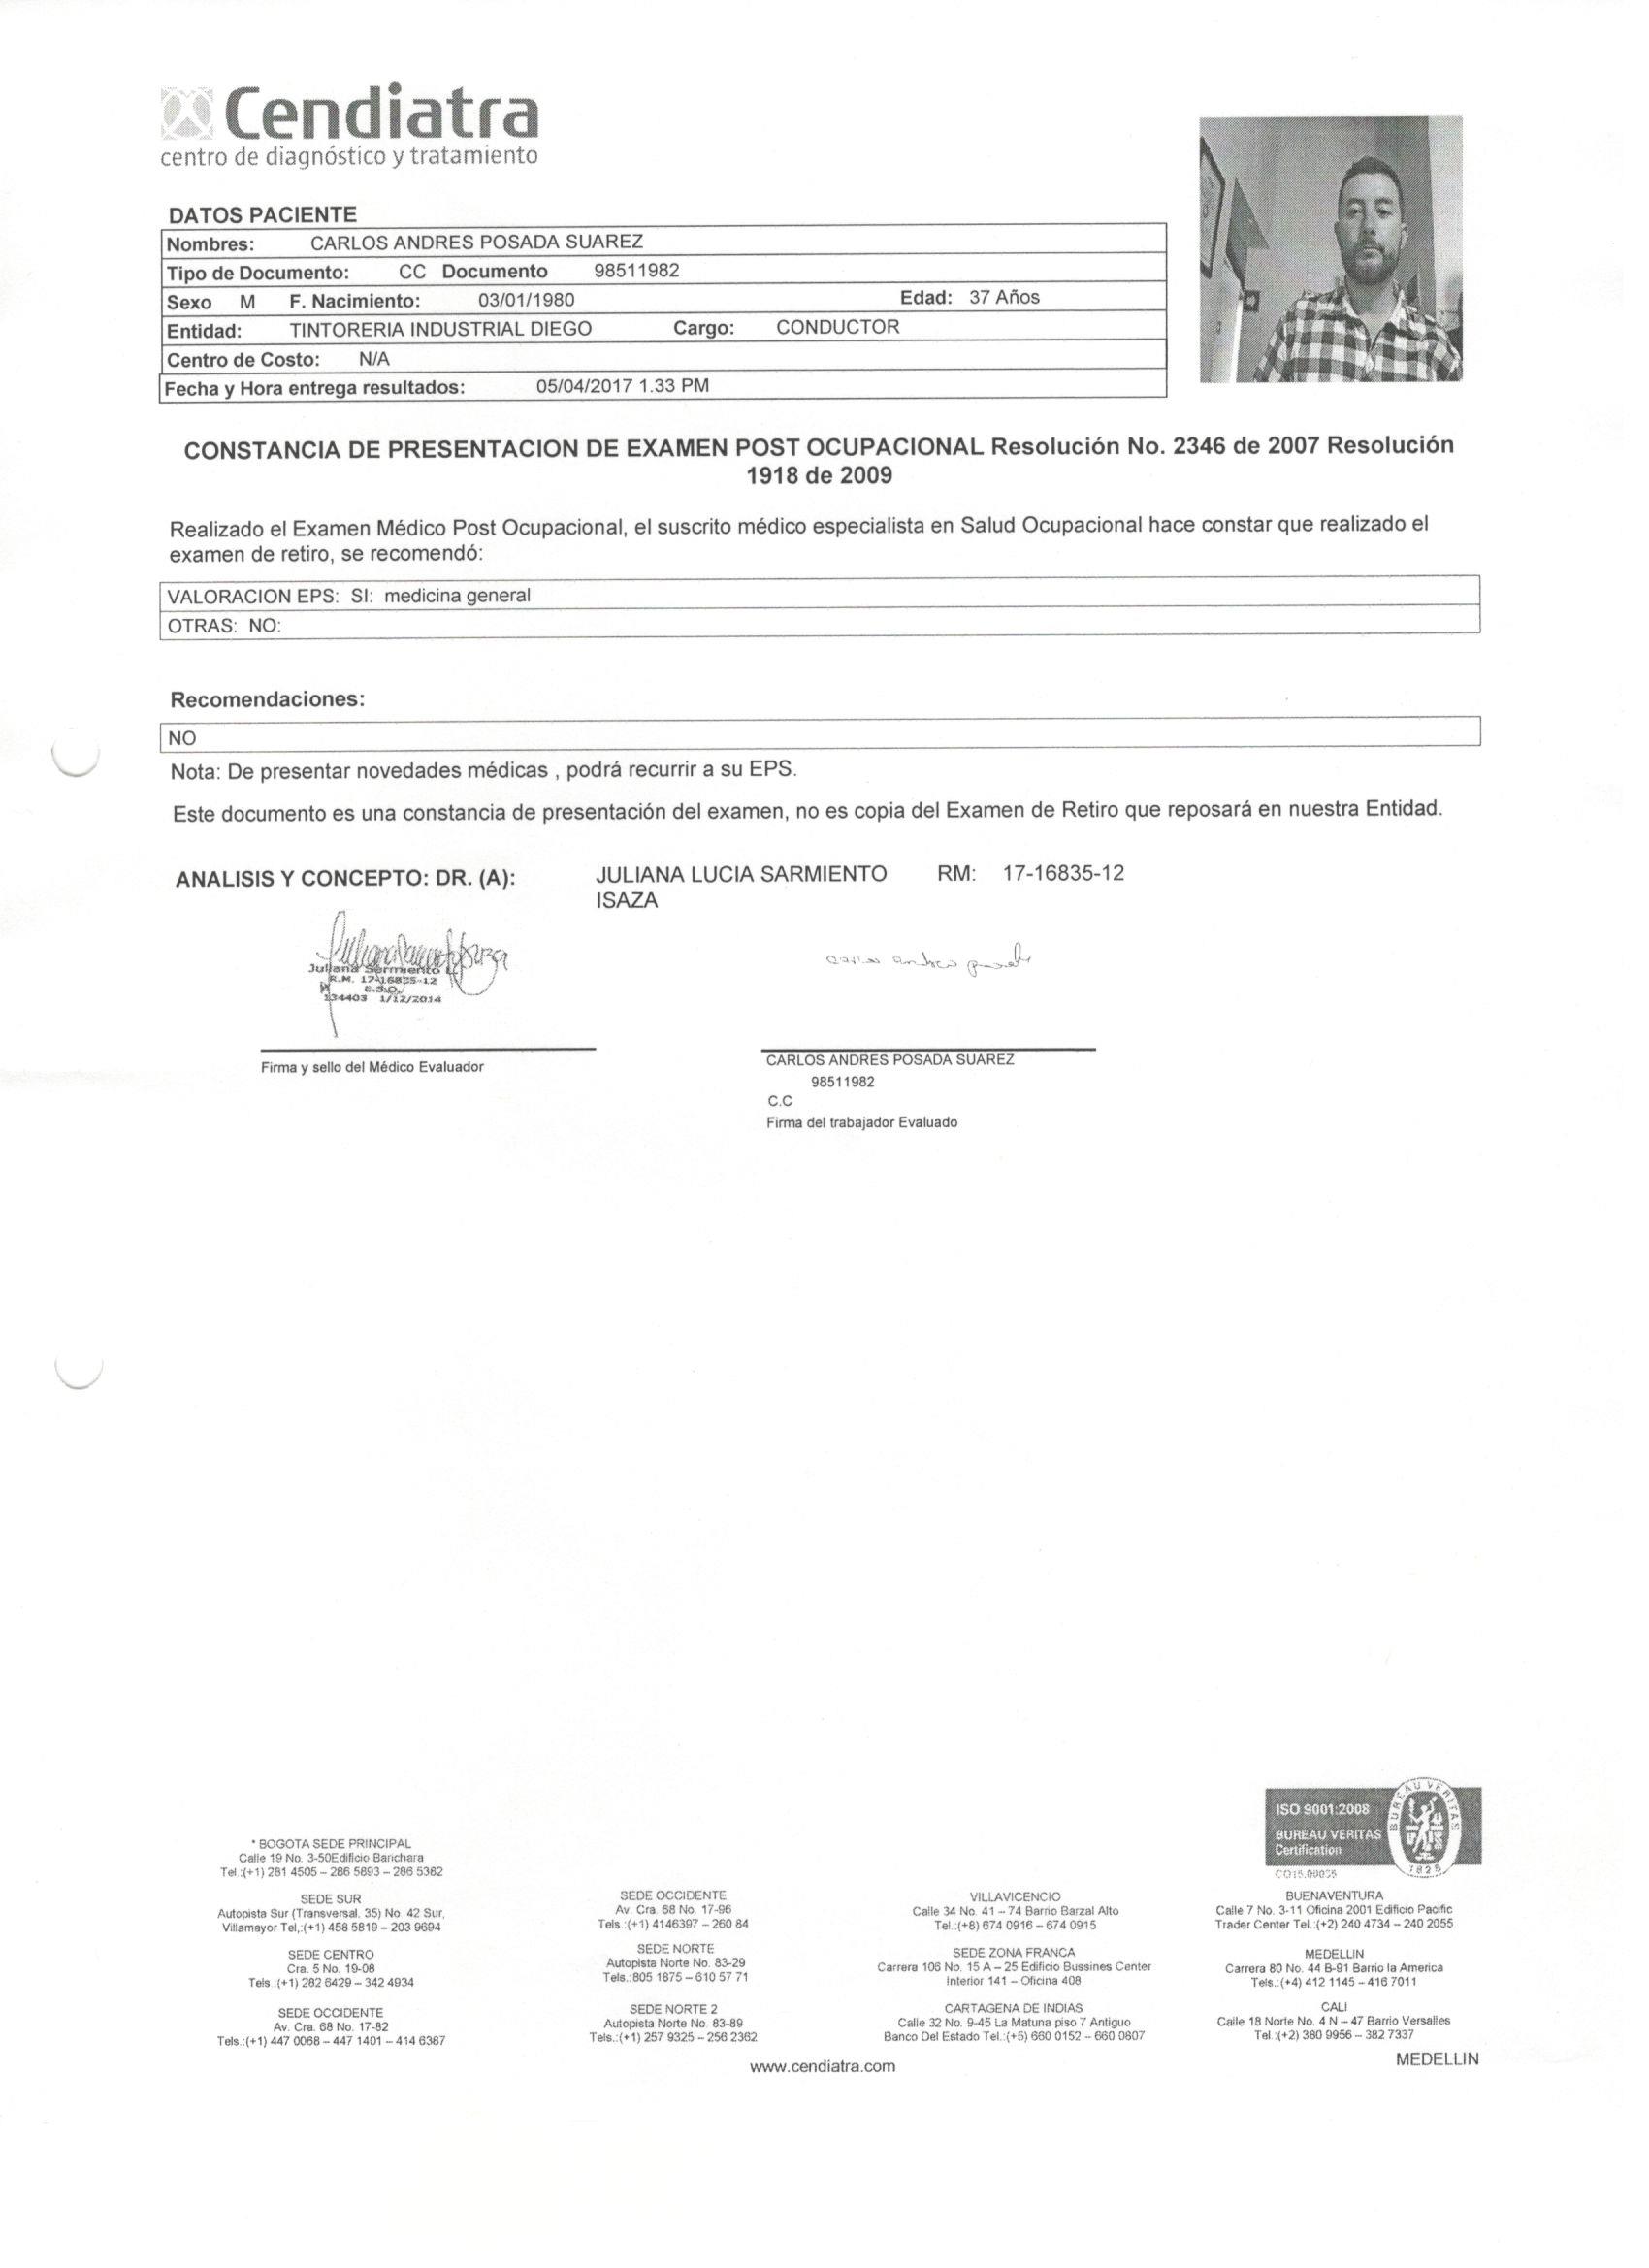 Cendiatra
centro de diagnóstico y tratamiento
DATOS PACIENTE
Nombres: CARLOS ANDRES POSADA SUAREZ
Tipo de Documento: CC Documento 98511982
Sexo M F. Nacimiento: 03/01/1980 Edad: 37 Años
Entidad: TINTORERIA INDUSTRIAL DIEGO Cargo: CONDUCTOR
Centro de Costo: N/A
Fecha y Hora entrega resultados: 05/04/2017 1.33 PM
CONSTANCIA DE PRESENTACION DE EXAMEN POST OCUPACIONAL Resolución No. 2346 de 2007 Resolución
1918 de 2009
Realizado el Examen Médico Post Ocupacional, el suscrito médico especialista en Salud Ocupacional hace constar que realizado el
examen de retiro, se recomendó:
VALORACION EPS: SI: medicina general
OTRAS: NO:
Recomendaciones:
NO
Nota: De presentar novedades médicas , podrá recurrir a su EPS.
Este documento es una constancia de presentación del examen, no es copia del Examen de Retiro que reposará en nuestra Entidad.
ANALISIS Y CONCEPTO: DR. (A): JULIANA LUCIA SARMIENTO RM: 17-16835-12
ISAZA
Juliana Sarmiento
R.M. 17-16835-12
E.S.O.
134403 1/12/2014
carlos andres posada
Firma y sello del Médico Evaluador
CARLOS ANDRES POSADA SUAREZ
98511982
C.C
Firma del trabajador Evaluado
ISO 9001:2008
BUREAU VERITAS
Certification
BUREAU VERITAS
1828
* BOGOTA SEDE PRINCIPAL
Calle 19 No. 3-50Edificio Barichara
Tel.:(+1) 281 4505 – 286 5893 – 286 5362
SEDE SUR
Autopista Sur (Transversal. 35) No. 42 Sur,
Villamayor Tel,:(+1) 458 5819 – 203 9694
SEDE CENTRO
Cra. 5 No. 19-08
Tels.:(+1) 282 6429 – 342 4934
SEDE OCCIDENTE
Av. Cra. 68 No. 17-82
Tels.:(+1) 447 0068 – 447 1401 – 414 6387
SEDE OCCIDENTE
Av. Cra. 68 No. 17-96
Tels.:(+1) 4146397 – 260 84
SEDE NORTE
Autopista Norte No. 83-29
Tels.:805 1875 – 610 57 71
SEDE NORTE 2
Autopista Norte No. 83-89
Tels.:(+1) 257 9325 – 256 2362
VILLAVICENCIO
Calle 34 No. 41 – 74 Barrio Barzal Alto
Tel.:(+8) 674 0916 – 674 0915
SEDE ZONA FRANCA
Carrera 106 No. 15 A – 25 Edificio Bussines Center
Interior 141 – Oficina 408
CARTAGENA DE INDIAS
Calle 32 No. 9-45 La Matuna piso 7 Antiguo
Banco Del Estado Tel.:(+5) 660 0152 – 660 0807
BUENAVENTURA
Calle 7 No. 3-11 Oficina 2001 Edificio Pacific
Trader Center Tel.:(+2) 240 4734 – 240 2055
MEDELLIN
Carrera 80 No. 44 B-91 Barrio la America
Tels.:(+4) 412 1145 – 416 7011
CALI
Calle 18 Norte No. 4 N – 47 Barrio Versalles
Tel.:(+2) 380 9956 – 382 7337
www.cendiatra.com
MEDELLIN